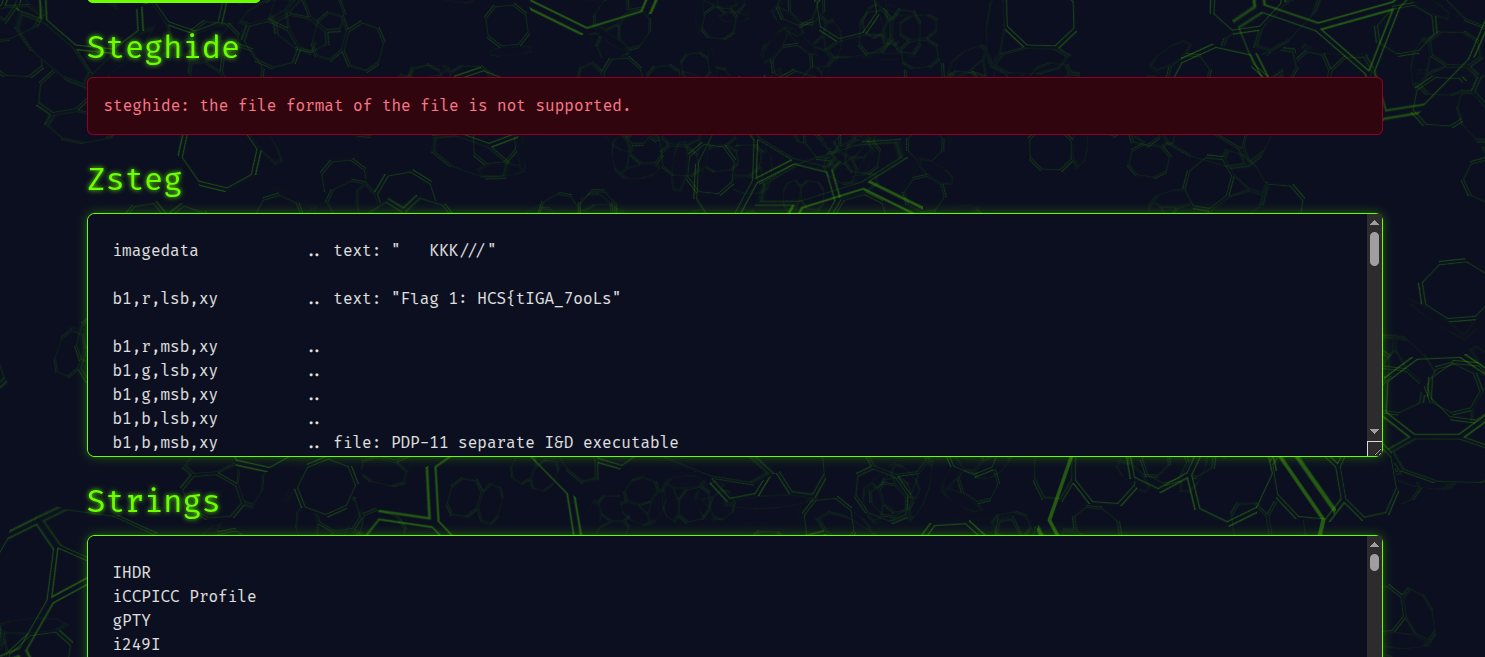 Steghide
steghide: the file format of the file is not supported.
Zsteg
imagedata .. text: "   KKK///"
b1,r,lsb,xy .. text: "Flag 1: HCS{tIGA_7ooLs"
b1,r,msb,xy ..
b1,g,lsb,xy ..
b1,g,msb,xy ..
b1,b,lsb,xy ..
b1,b,msb,xy .. file: PDP-11 separate I&D executable
Strings
IHDR
iCCPICC Profile
gPTY
i249I